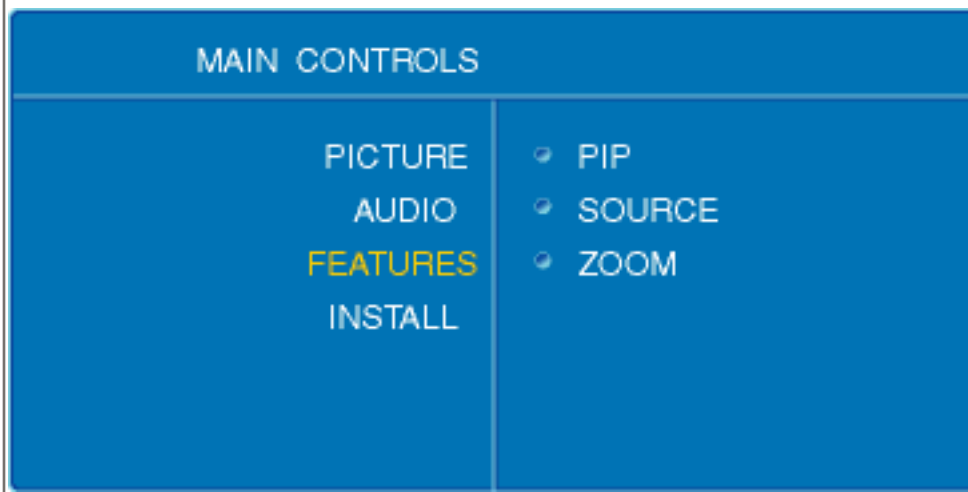 MAIN CONTROLS
PICTURE
AUDIO
FEATURES
INSTALL
PIP
SOURCE
ZOOM